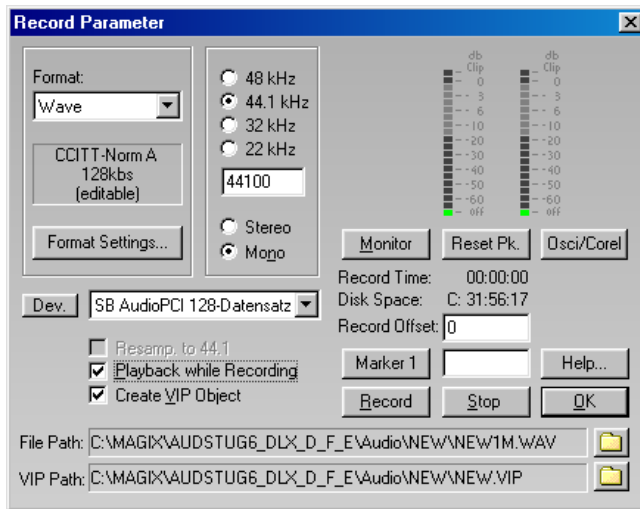 Record Parameter
Format:
Wave
CCITT-Norm A
128kbs
(editable)
Format Settings...
48 kHz
44.1 kHz
32 kHz
22 kHz
44100
Stereo
Mono
db db
Clip Clip
0 0
3 3
6 6
-10 -10
-20 -20
-30 -30
-40 -40
-50 -50
-60 -60
off off
Monitor Reset Pk. Osci/Corel
Record Time: 00:00:00
Disk Space: C: 31:56:17
Record Offset: 0
Dev. SB AudioPCI 128-Datensatz
Resamp. to 44.1
Playback while Recording
Create VIP Object
Marker 1 Help...
Record Stop OK
File Path: C:\MAGIX\AUDSTUG6_DLX_D_F_E\Audio\NEW\NEW1M.WAV
VIP Path: C:\MAGIX\AUDSTUG6_DLX_D_F_E\Audio\NEW\NEW.VIP